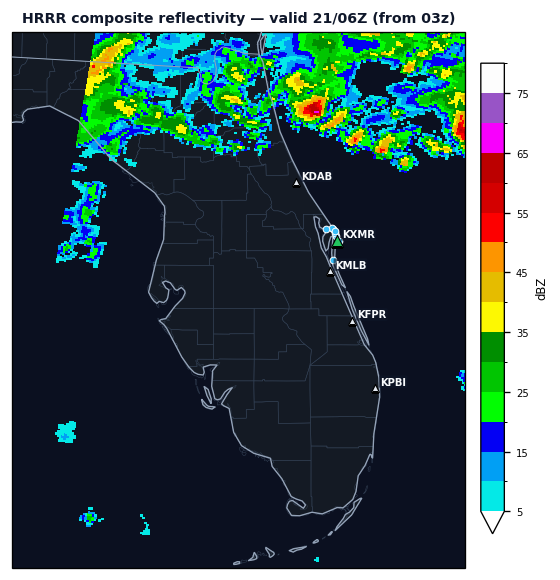 HRRR composite reflectivity — valid 21/06Z (from 03z)
75
65
55
45
35
25
15
5
dBZ
KDAB
KXMR
KMLB
KFPR
KPBI